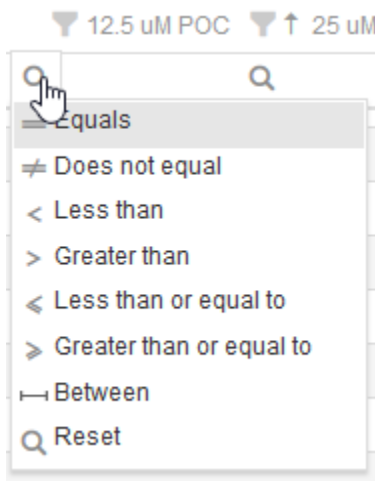 12.5 uM POC 25 uM
Equals
Does not equal
Less than
Greater than
Less than or equal to
Greater than or equal to
Between
Reset